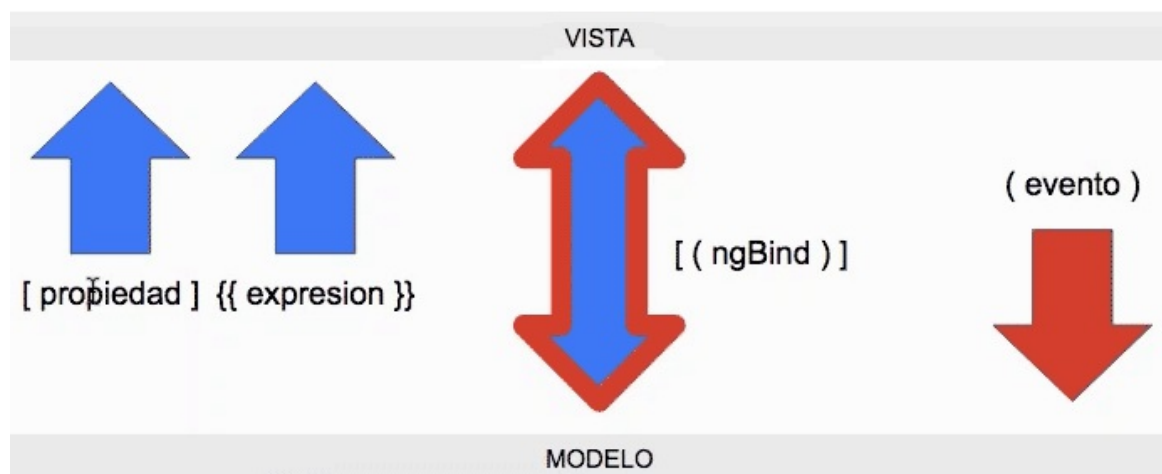 VISTA
( evento )
[ ( ngBind ) ]
[ propiedad ] {{ expresion }}
MODELO